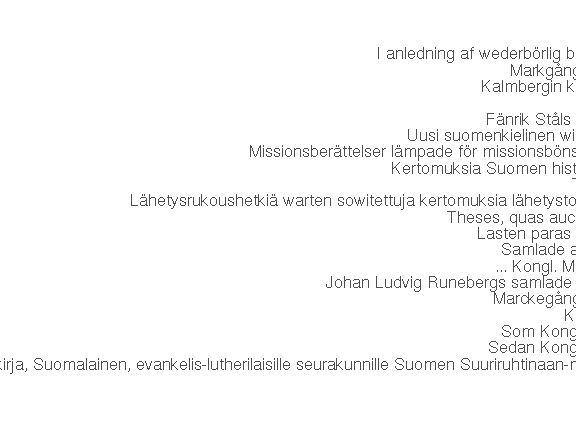 I anledning af wederbörlig b
Markgång
Kalmbergin k
Fänrik Ståls
Uusi suomenkielinen wi
Missionsberättelser lämpade för missionsböns
Kertomuksia Suomen hist
Lähetysrukoushetkiä warten sowitettuja kertomuksia lähetysto
Theses, quas auc
Lasten paras
Samlade a
... Kongl. M
Johan Ludvig Runebergs samlade
Marckegång
K
Som Kong
Sedan Kong
kirja, Suomalainen, evankelis-lutherilaisille seurakunnille Suomen Suuriruhtinaan-m